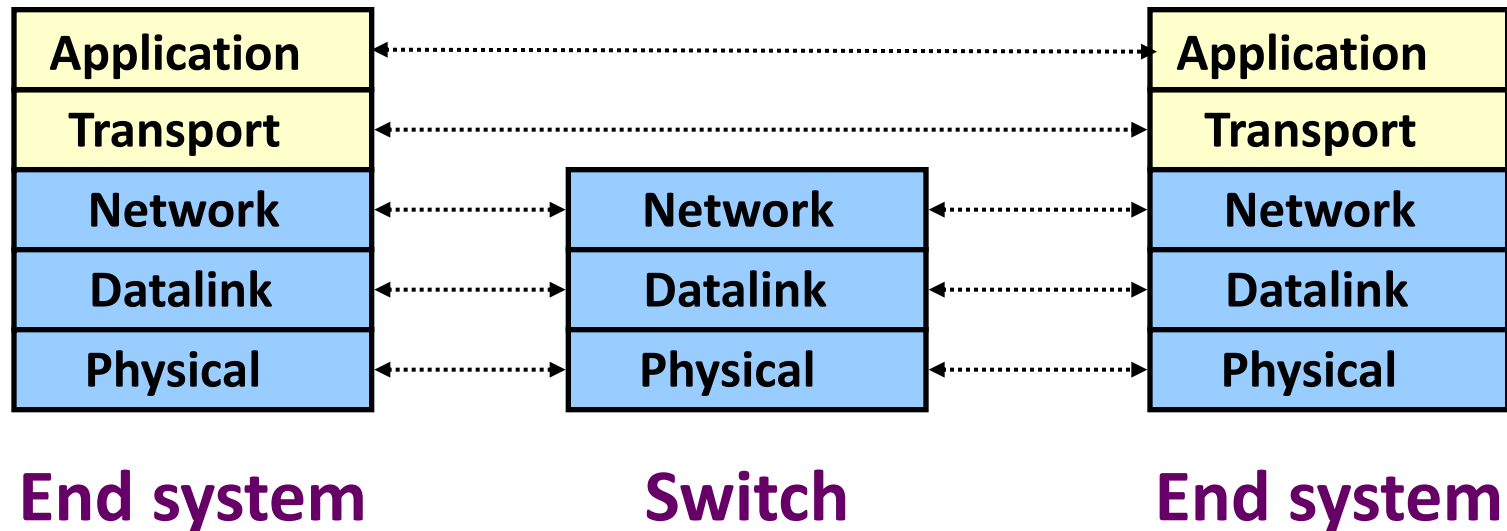 Application Application
Transport Transport
Network Network Network
Datalink Datalink Datalink
Physical Physical Physical
End system Switch End system